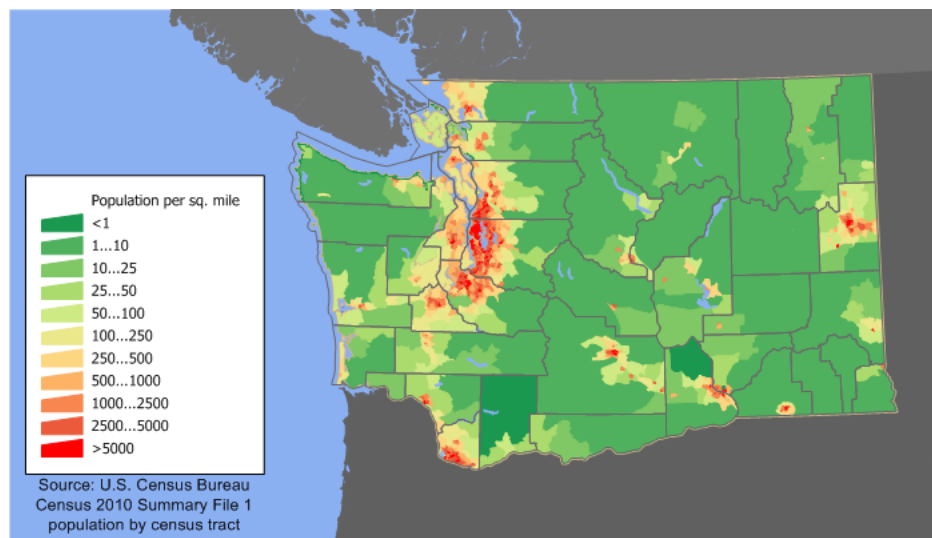 Population per sq. mile
<1
1...10
10...25
25...50
50...100
100...250
250...500
500...1000
1000...2500
2500...5000
>5000
Source: U.S. Census Bureau
Census 2010 Summary File 1
population by census tract